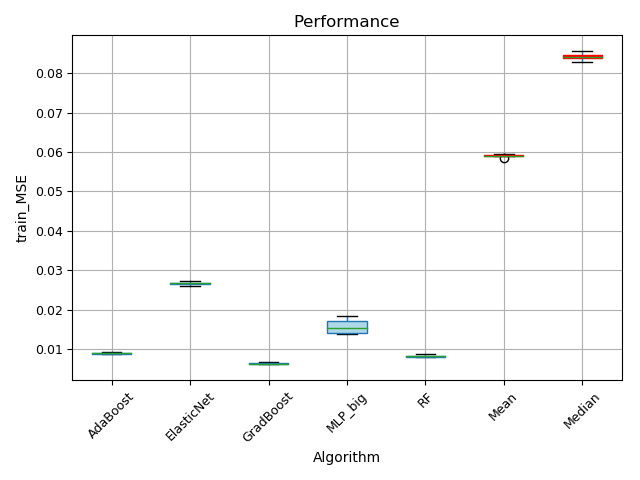 Performance
train_MSE
0.08
0.07
0.06
0.05
0.04
0.03
0.02
0.01
AdaBoost
ElasticNet
GradBoost
MLP_big
RF
Mean
Median
Algorithm